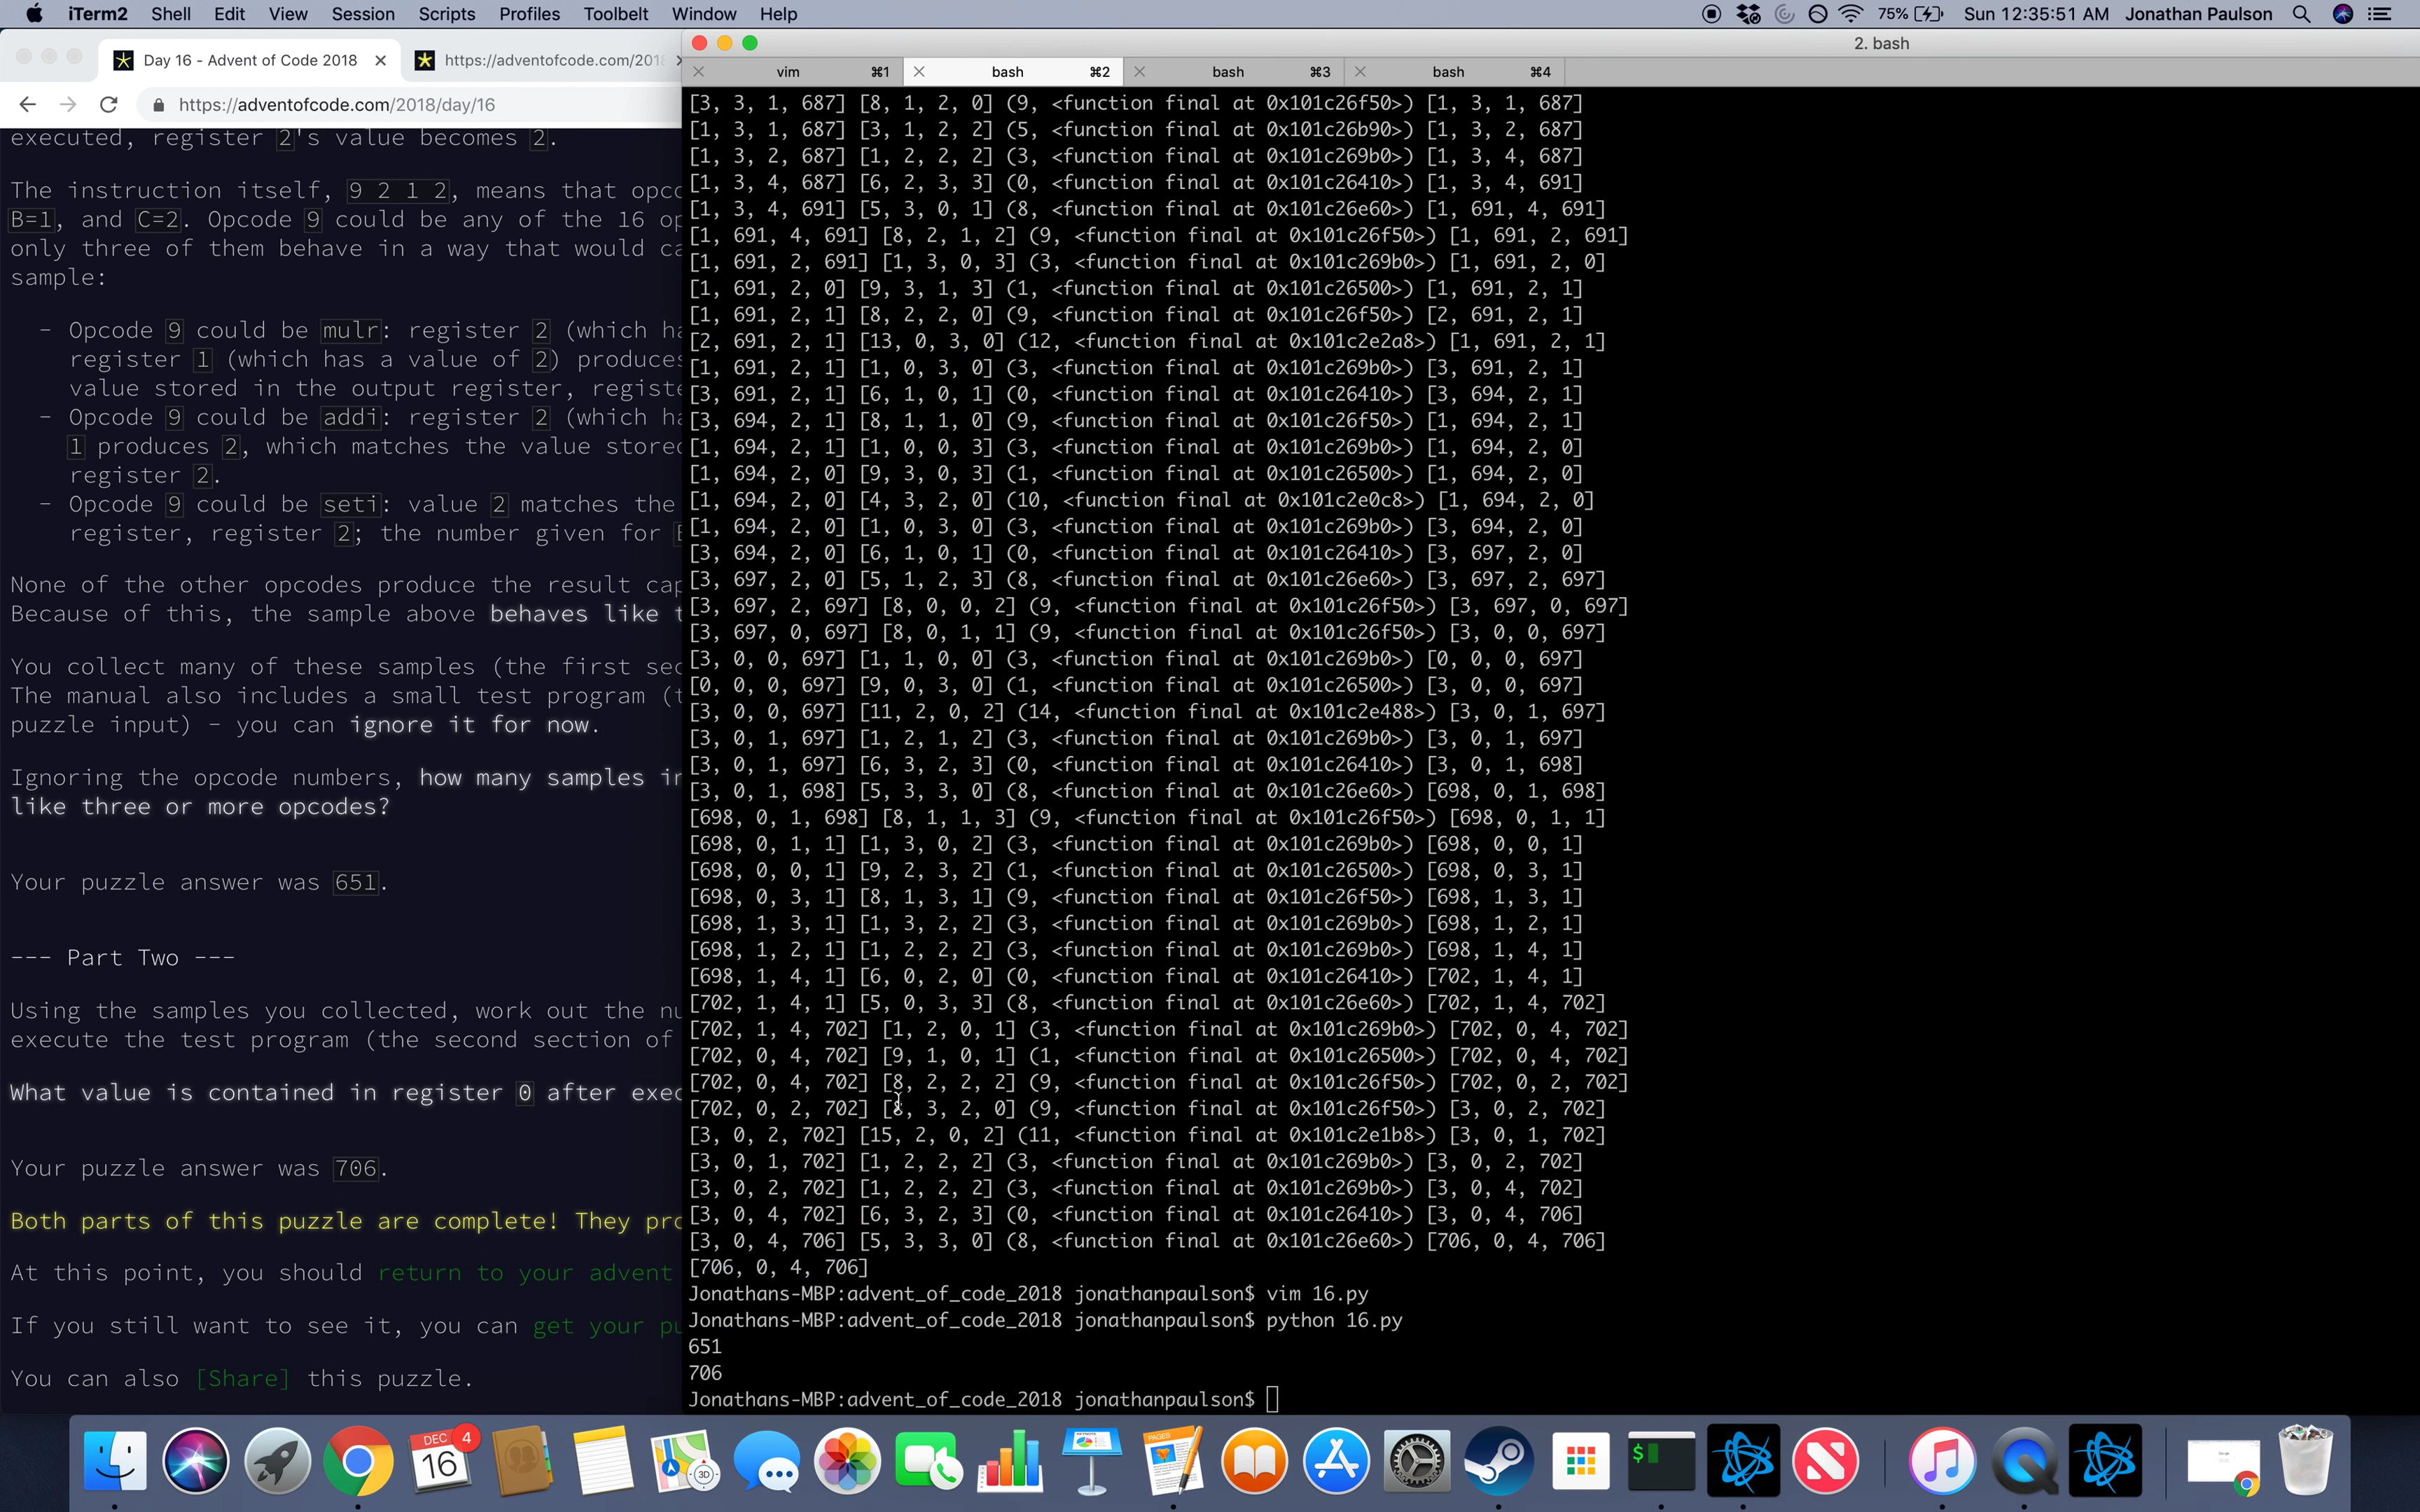 iTerm2 Shell Edit View Session Scripts Profiles Toolbelt Window Help 75% Sun 12:35:51 AM Jonathan Paulson
Day 16 - Advent of Code 2018 https://adventofcode.com/2018
https://adventofcode.com/2018/day/16
executed, register 2's value becomes 2.
The instruction itself, 9 2 1 2, means that opco
B=1, and C=2. Opcode 9 could be any of the 16 op
only three of them behave in a way that would ca
sample:
- Opcode 9 could be mulr: register 2 (which ha
register 1 (which has a value of 2) produces
value stored in the output register, registe
- Opcode 9 could be addi: register 2 (which ha
1 produces 2, which matches the value stored
register 2.
- Opcode 9 could be seti: value 2 matches the
register, register 2; the number given for B
None of the other opcodes produce the result cap
Because of this, the sample above behaves like t
You collect many of these samples (the first sec
The manual also includes a small test program (t
puzzle input) - you can ignore it for now.
Ignoring the opcode numbers, how many samples in
like three or more opcodes?
Your puzzle answer was 651.
--- Part Two ---
Using the samples you collected, work out the nu
execute the test program (the second section of
What value is contained in register 0 after exec
Your puzzle answer was 706.
Both parts of this puzzle are complete! They pro
At this point, you should return to your advent
If you still want to see it, you can get your pu
You can also [Share] this puzzle.
2. bash
vim ⌘1 bash ⌘2 bash ⌘3 bash ⌘4
[3, 3, 1, 687] [8, 1, 2, 0] (9, <function final at 0x101c26f50>) [1, 3, 1, 687]
[1, 3, 1, 687] [3, 1, 2, 2] (5, <function final at 0x101c26b90>) [1, 3, 2, 687]
[1, 3, 2, 687] [1, 2, 2, 2] (3, <function final at 0x101c269b0>) [1, 3, 4, 687]
[1, 3, 4, 687] [6, 2, 3, 3] (0, <function final at 0x101c26410>) [1, 3, 4, 691]
[1, 3, 4, 691] [5, 3, 0, 1] (8, <function final at 0x101c26e60>) [1, 691, 4, 691]
[1, 691, 4, 691] [8, 2, 1, 2] (9, <function final at 0x101c26f50>) [1, 691, 2, 691]
[1, 691, 2, 691] [1, 3, 0, 3] (3, <function final at 0x101c269b0>) [1, 691, 2, 0]
[1, 691, 2, 0] [9, 3, 1, 3] (1, <function final at 0x101c26500>) [1, 691, 2, 1]
[1, 691, 2, 1] [8, 2, 2, 0] (9, <function final at 0x101c26f50>) [2, 691, 2, 1]
[2, 691, 2, 1] [13, 0, 3, 0] (12, <function final at 0x101c2e2a8>) [1, 691, 2, 1]
[1, 691, 2, 1] [1, 0, 3, 0] (3, <function final at 0x101c269b0>) [3, 691, 2, 1]
[3, 691, 2, 1] [6, 1, 0, 1] (0, <function final at 0x101c26410>) [3, 694, 2, 1]
[3, 694, 2, 1] [8, 1, 1, 0] (9, <function final at 0x101c26f50>) [1, 694, 2, 1]
[1, 694, 2, 1] [1, 0, 0, 3] (3, <function final at 0x101c269b0>) [1, 694, 2, 0]
[1, 694, 2, 0] [9, 3, 0, 3] (1, <function final at 0x101c26500>) [1, 694, 2, 0]
[1, 694, 2, 0] [4, 3, 2, 0] (10, <function final at 0x101c2e0c8>) [1, 694, 2, 0]
[1, 694, 2, 0] [1, 0, 3, 0] (3, <function final at 0x101c269b0>) [3, 694, 2, 0]
[3, 694, 2, 0] [6, 1, 0, 1] (0, <function final at 0x101c26410>) [3, 697, 2, 0]
[3, 697, 2, 0] [5, 1, 2, 3] (8, <function final at 0x101c26e60>) [3, 697, 2, 697]
[3, 697, 2, 697] [8, 0, 0, 2] (9, <function final at 0x101c26f50>) [3, 697, 0, 697]
[3, 697, 0, 697] [8, 0, 1, 1] (9, <function final at 0x101c26f50>) [3, 0, 0, 697]
[3, 0, 0, 697] [1, 1, 0, 0] (3, <function final at 0x101c269b0>) [0, 0, 0, 697]
[0, 0, 0, 697] [9, 0, 3, 0] (1, <function final at 0x101c26500>) [3, 0, 0, 697]
[3, 0, 0, 697] [11, 2, 0, 2] (14, <function final at 0x101c2e488>) [3, 0, 1, 697]
[3, 0, 1, 697] [1, 2, 1, 2] (3, <function final at 0x101c269b0>) [3, 0, 1, 697]
[3, 0, 1, 697] [6, 3, 2, 3] (0, <function final at 0x101c26410>) [3, 0, 1, 698]
[3, 0, 1, 698] [5, 3, 3, 0] (8, <function final at 0x101c26e60>) [698, 0, 1, 698]
[698, 0, 1, 698] [8, 1, 1, 3] (9, <function final at 0x101c26f50>) [698, 0, 1, 1]
[698, 0, 1, 1] [1, 3, 0, 2] (3, <function final at 0x101c269b0>) [698, 0, 0, 1]
[698, 0, 0, 1] [9, 2, 3, 2] (1, <function final at 0x101c26500>) [698, 0, 3, 1]
[698, 0, 3, 1] [8, 1, 3, 1] (9, <function final at 0x101c26f50>) [698, 1, 3, 1]
[698, 1, 3, 1] [1, 3, 2, 2] (3, <function final at 0x101c269b0>) [698, 1, 2, 1]
[698, 1, 2, 1] [1, 2, 2, 2] (3, <function final at 0x101c269b0>) [698, 1, 4, 1]
[698, 1, 4, 1] [6, 0, 2, 0] (0, <function final at 0x101c26410>) [702, 1, 4, 1]
[702, 1, 4, 1] [5, 0, 3, 3] (8, <function final at 0x101c26e60>) [702, 1, 4, 702]
[702, 1, 4, 702] [1, 2, 0, 1] (3, <function final at 0x101c269b0>) [702, 0, 4, 702]
[702, 0, 4, 702] [9, 1, 0, 1] (1, <function final at 0x101c26500>) [702, 0, 4, 702]
[702, 0, 4, 702] [8, 2, 2, 2] (9, <function final at 0x101c26f50>) [702, 0, 2, 702]
[702, 0, 2, 702] [8, 3, 2, 0] (9, <function final at 0x101c26f50>) [3, 0, 2, 702]
[3, 0, 2, 702] [15, 2, 0, 2] (11, <function final at 0x101c2e1b8>) [3, 0, 1, 702]
[3, 0, 1, 702] [1, 2, 2, 2] (3, <function final at 0x101c269b0>) [3, 0, 2, 702]
[3, 0, 2, 702] [1, 2, 2, 2] (3, <function final at 0x101c269b0>) [3, 0, 4, 702]
[3, 0, 4, 702] [6, 3, 2, 3] (0, <function final at 0x101c26410>) [3, 0, 4, 706]
[3, 0, 4, 706] [5, 3, 3, 0] (8, <function final at 0x101c26e60>) [706, 0, 4, 706]
[706, 0, 4, 706]
Jonathans-MBP:advent_of_code_2018 jonathanpaulson$ vim 16.py
Jonathans-MBP:advent_of_code_2018 jonathanpaulson$ python 16.py
651
706
Jonathans-MBP:advent_of_code_2018 jonathanpaulson$
DEC 4
16
3D
PAGES
$